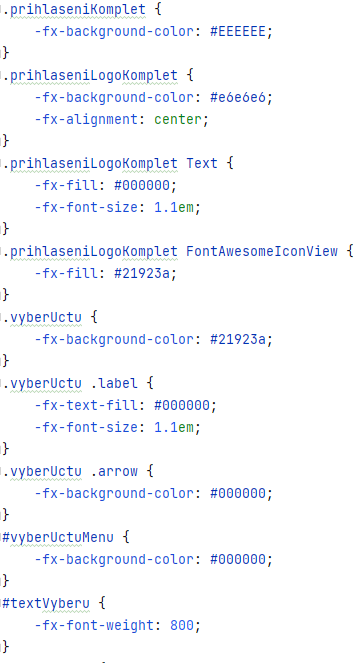 .prihlaseniKomplet {
    -fx-background-color: #EEEEEE;
}
.prihlaseniLogoKomplet {
    -fx-background-color: #e6e6e6;
    -fx-alignment: center;
}
.prihlaseniLogoKomplet Text {
    -fx-fill: #000000;
    -fx-font-size: 1.1em;
}
.prihlaseniLogoKomplet FontAwesomeIconView {
    -fx-fill: #21923a;
}
.vyberUctu {
    -fx-background-color: #21923a;
}
.vyberUctu .label {
    -fx-text-fill: #000000;
    -fx-font-size: 1.1em;
}
.vyberUctu .arrow {
    -fx-background-color: #000000;
}
#vyberUctuMenu {
    -fx-background-color: #000000;
}
#textVyberu {
    -fx-font-weight: 800;
}